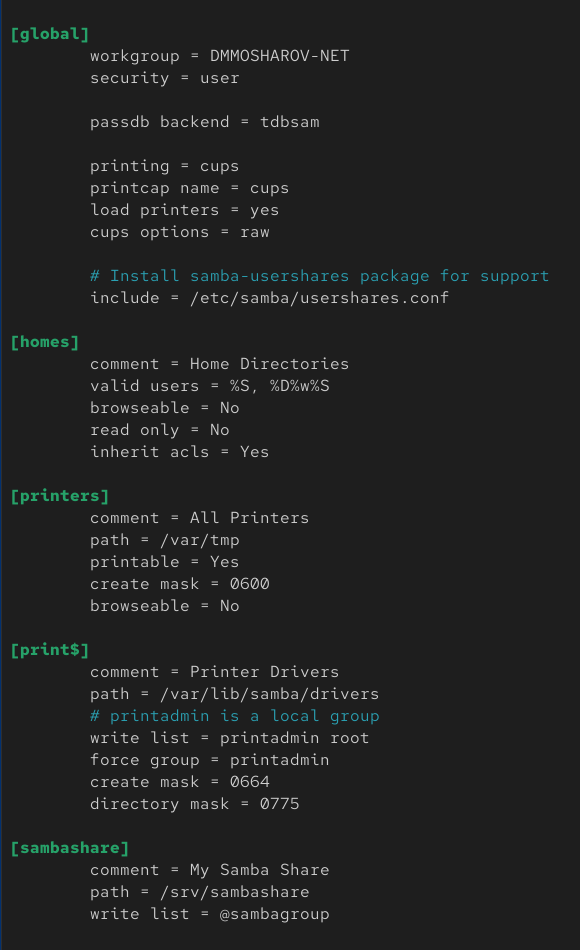 [global]
workgroup = DMMOSHAROV-NET
security = user
passdb backend = tdbsam
printing = cups
printcap name = cups
load printers = yes
cups options = raw
# Install samba-usershares package for support
include = /etc/samba/usershares.conf
[homes]
comment = Home Directories
valid users = %S, %D%w%S
browseable = No
read only = No
inherit acls = Yes
[printers]
comment = All Printers
path = /var/tmp
printable = Yes
create mask = 0600
browseable = No
[print$]
comment = Printer Drivers
path = /var/lib/samba/drivers
# printadmin is a local group
write list = printadmin root
force group = printadmin
create mask = 0664
directory mask = 0775
[sambashare]
comment = My Samba Share
path = /srv/sambashare
write list = @sambagroup